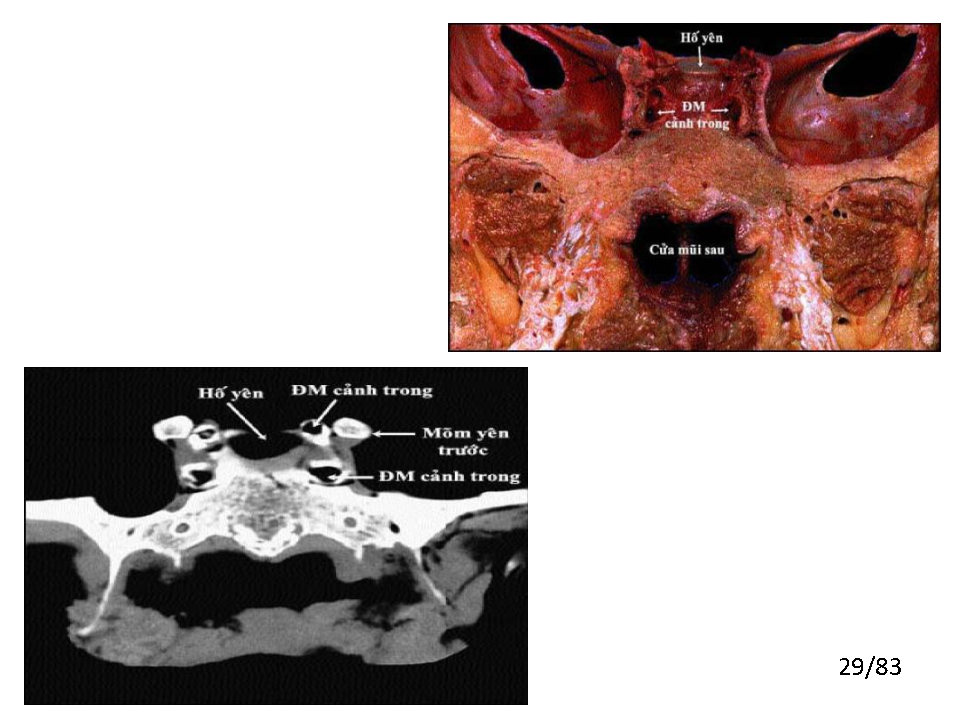 Hố yên
ĐM
cảnh trong
Cửa mũi sau
Hố yên
ĐM cảnh trong
Mõm yên
trước
ĐM cảnh trong
29/83